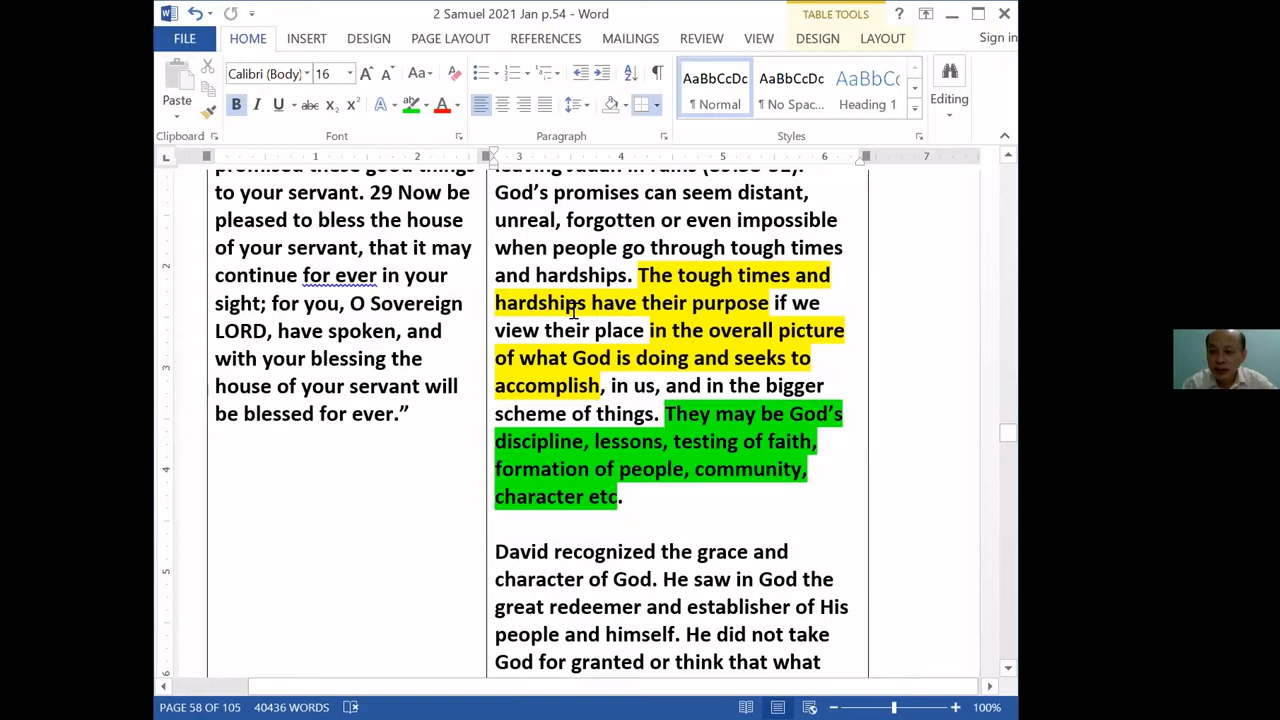 2 Samuel 2021 Jan p.54 - Word
TABLE TOOLS
FILE HOME INSERT DESIGN PAGE LAYOUT REFERENCES MAILINGS REVIEW VIEW DESIGN LAYOUT Sign in
Paste
Calibri (Body) 16
AaBbCcDc AaBbCcDc AaBbCc
¶ Normal ¶ No Spac... Heading 1
Editing
Clipboard Font Paragraph Styles
1 2 3 4 5 6 7
to your servant. 29 Now be
pleased to bless the house
of your servant, that it may
continue for ever in your
sight; for you, O Sovereign
LORD, have spoken, and
with your blessing the
house of your servant will
be blessed for ever.”
God’s promises can seem distant,
unreal, forgotten or even impossible
when people go through tough times
and hardships. The tough times and
hardships have their purpose if we
view their place in the overall picture
of what God is doing and seeks to
accomplish, in us, and in the bigger
scheme of things. They may be God’s
discipline, lessons, testing of faith,
formation of people, community,
character etc.
David recognized the grace and
character of God. He saw in God the
great redeemer and establisher of His
people and himself. He did not take
God for granted or think that what
PAGE 58 OF 105 40436 WORDS 100%